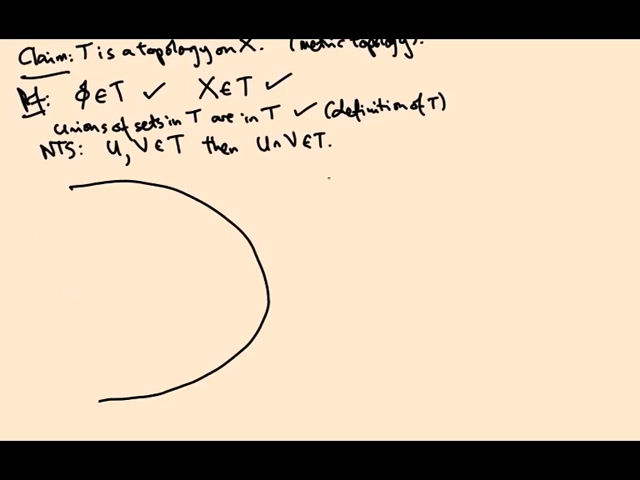 Claim: T is a topology on X. (metric topology).
Pf: ϕ∈T ✓ X∈T ✓
unions of sets in T are in T ✓ (definition of T)
NTS: U, V∈T then U∩V∈T.